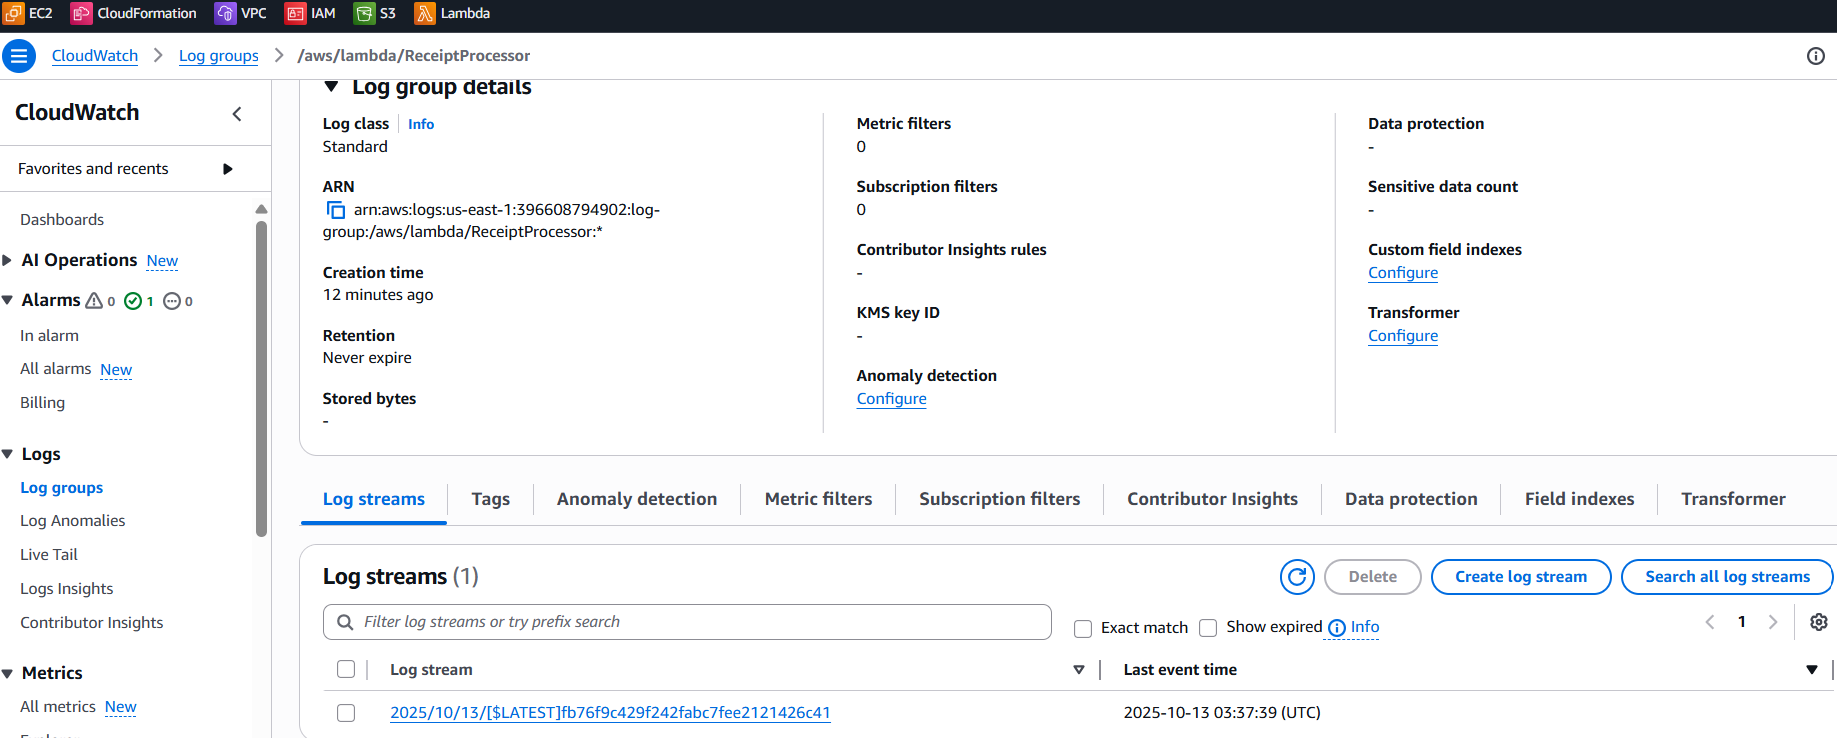 EC2 CloudFormation VPC IAM S3 Lambda
CloudWatch Log groups /aws/lambda/ReceiptProcessor
CloudWatch
Favorites and recents
Dashboards
AI Operations New
Alarms 0 1 0
In alarm
All alarms New
Billing
Logs
Log groups
Log Anomalies
Live Tail
Logs Insights
Contributor Insights
Metrics
All metrics New
Log group details
Log class Info
Standard
ARN
arn:aws:logs:us-east-1:396608794902:log-
group:/aws/lambda/ReceiptProcessor:*
Creation time
12 minutes ago
Retention
Never expire
Stored bytes
-
Metric filters
0
Subscription filters
0
Contributor Insights rules
-
KMS key ID
-
Anomaly detection
Configure
Data protection
-
Sensitive data count
-
Custom field indexes
Configure
Transformer
Configure
Log streams Tags Anomaly detection Metric filters Subscription filters Contributor Insights Data protection Field indexes Transformer
Log streams (1)
Delete Create log stream Search all log streams
Filter log streams or try prefix search
Exact match Show expired Info
1
Log stream Last event time
2025/10/13/[$LATEST]fb76f9c429f242fabc7fee2121426c41 2025-10-13 03:37:39 (UTC)